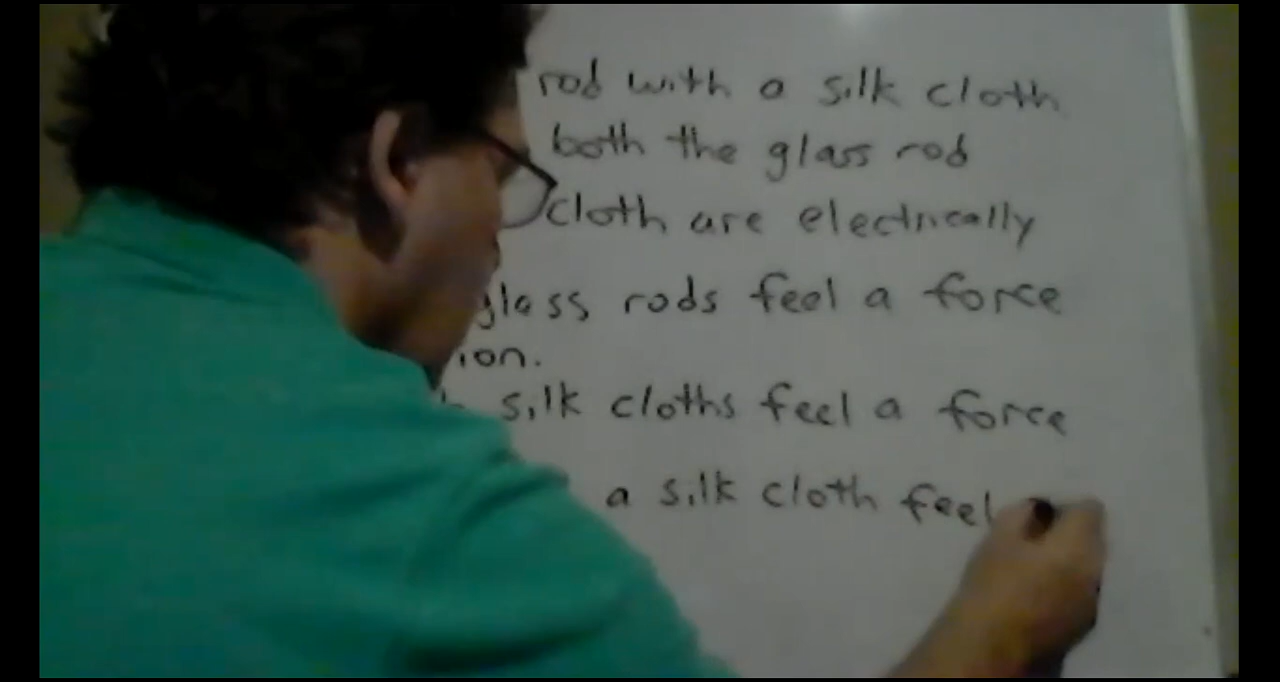 rod with a silk cloth
both the glass rod
cloth are electrically
glass rods feel a force
ion.
silk cloths feel a force
a silk cloth feel